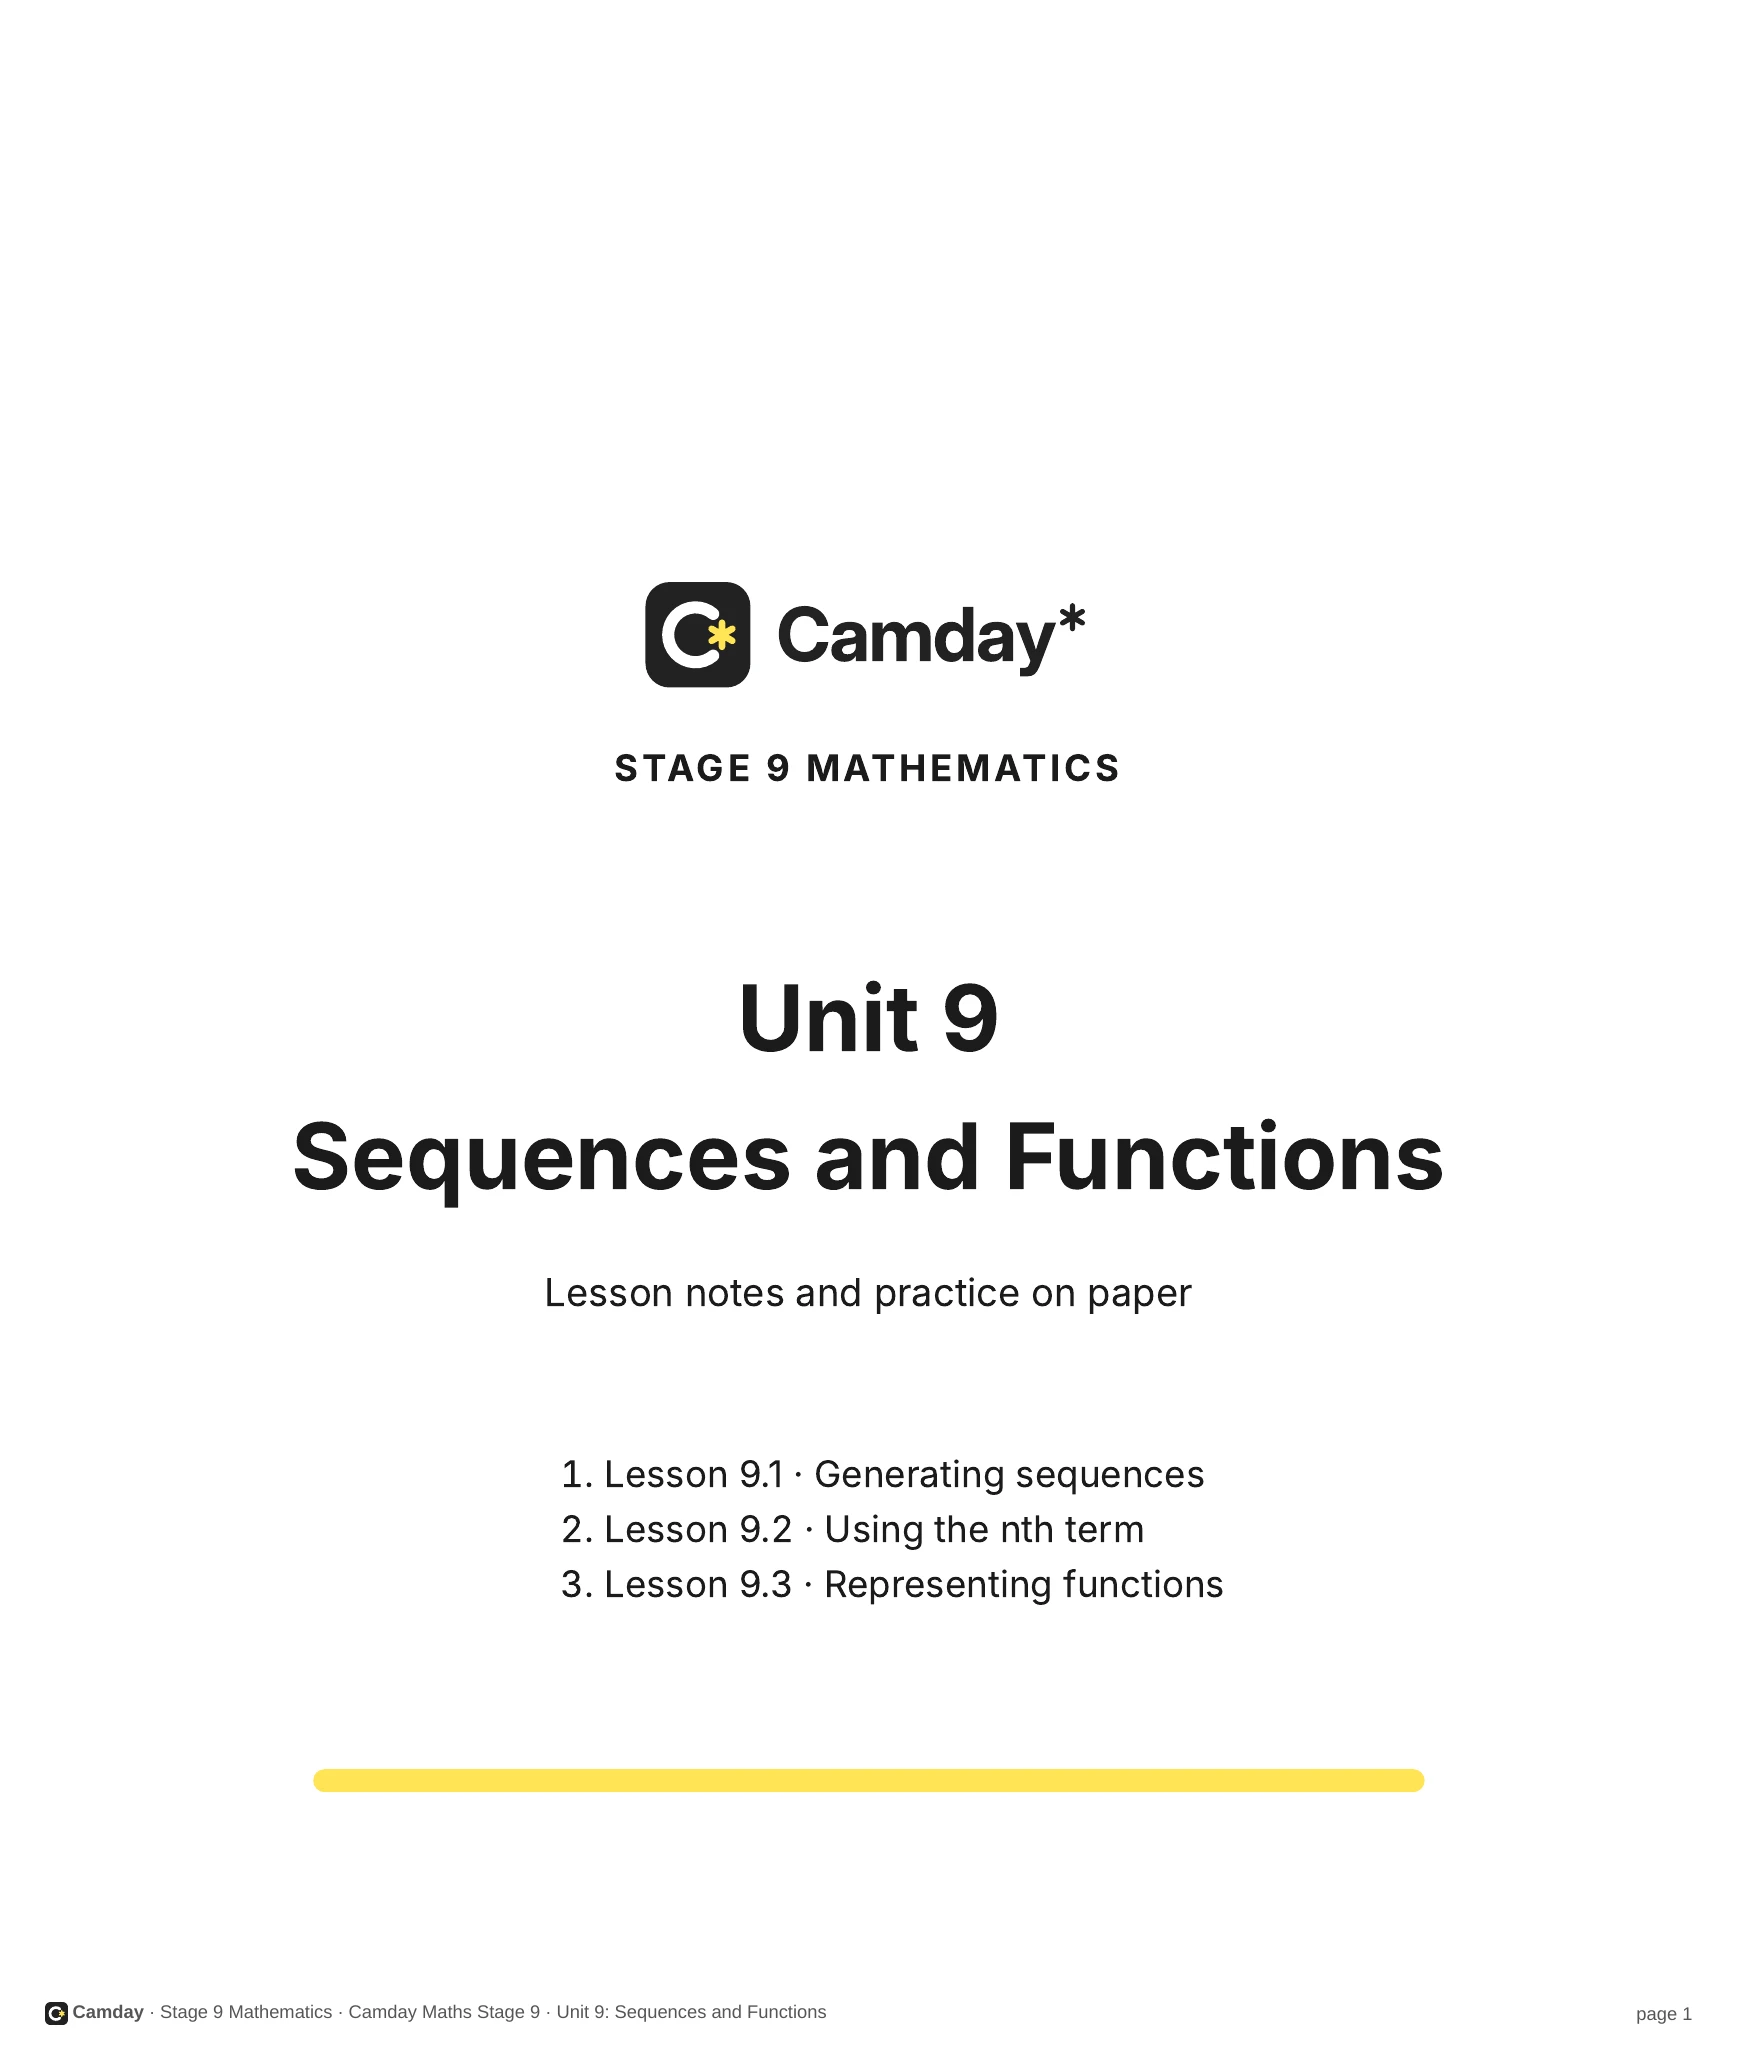 Camday*
STAGE 9 MATHEMATICS
Unit 9
Sequences and Functions
Lesson notes and practice on paper
1. Lesson 9.1 · Generating sequences
2. Lesson 9.2 · Using the nth term
3. Lesson 9.3 · Representing functions
Camday · Stage 9 Mathematics · Camday Maths Stage 9 · Unit 9: Sequences and Functions
page 1